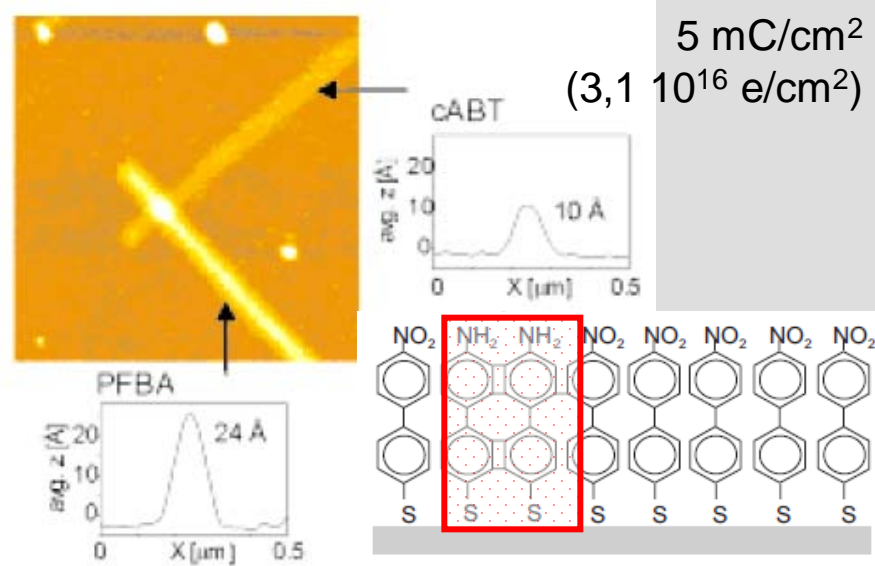 5 mC/cm²
(3,1 10¹⁶ e/cm²)
cABT
avg. z [Å]
20
10
0
10 Å
0 X [µm] 0.5
PFBA
avg. z [Å]
20
10
0
24 Å
0 X [µm] 0.5
NO₂ NH₂ NH₂ NO₂ NO₂ NO₂ NO₂ NO₂
S S S S S S S S